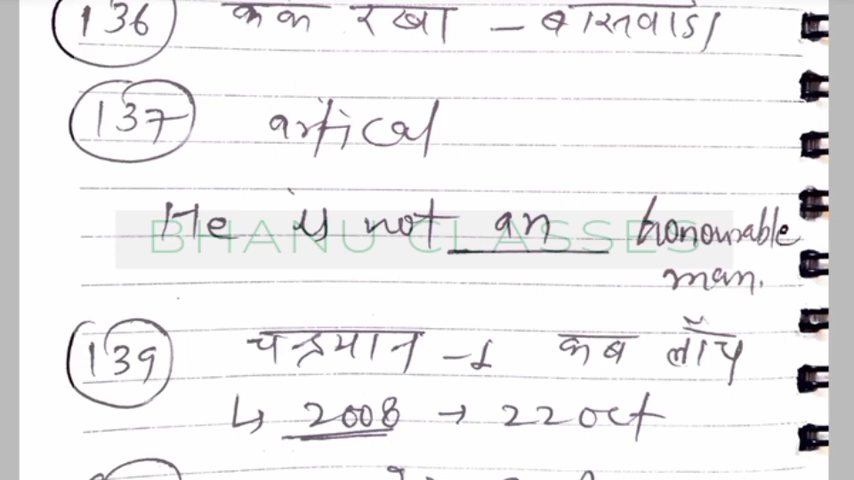 136 कर्क रेखा - बांसवाड़ा
137 artical
He is not an honourable
BHANU CLASSES
man.
139 चन्द्रयान -1 कब लाँच
↳ 2008 → 22 oct